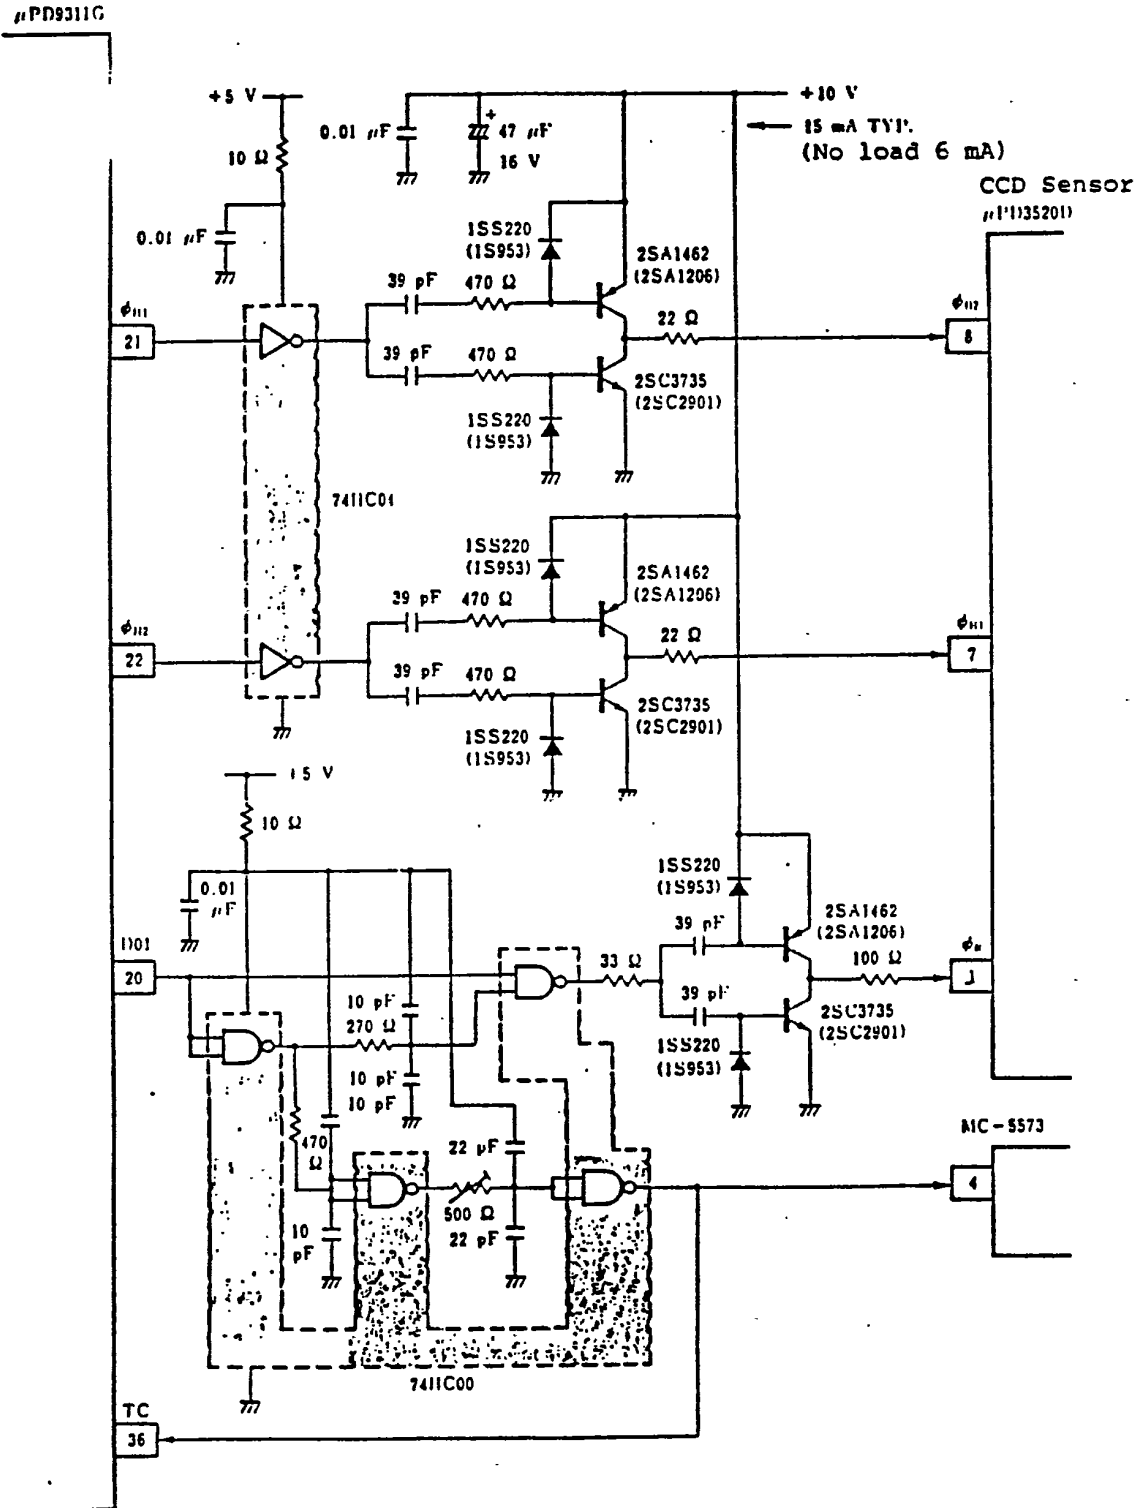 μPD9311G
+5 V
+10 V
0.01 μF
47 μF
16 V
+
15 mA TYP.
(No load 6 mA)
10 Ω
CCD Sensor
μPD3520D
0.01 μF
1SS220
(1S953)
2SA1462
(2SA1206)
39 pF
470 Ω
φH1
21
22 Ω
φH2
8
39 pF
470 Ω
2SC3735
(2SC2901)
1SS220
(1S953)
74HC04
1SS220
(1S953)
2SA1462
(2SA1206)
39 pF
470 Ω
φH2
22
22 Ω
φH1
7
39 pF
470 Ω
2SC3735
(2SC2901)
1SS220
(1S953)
+5 V
10 Ω
0.01
μF
1SS220
(1S953)
2SA1462
(2SA1206)
39 pF
D01
20
33 Ω
100 Ω
φR
10 pF
270 Ω
39 pF
2SC3735
(2SC2901)
1SS220
(1S953)
10 pF
10 pF
470
Ω
22 pF
MC-5573
4
500 Ω
10
pF
22 pF
74HC00
TC
36